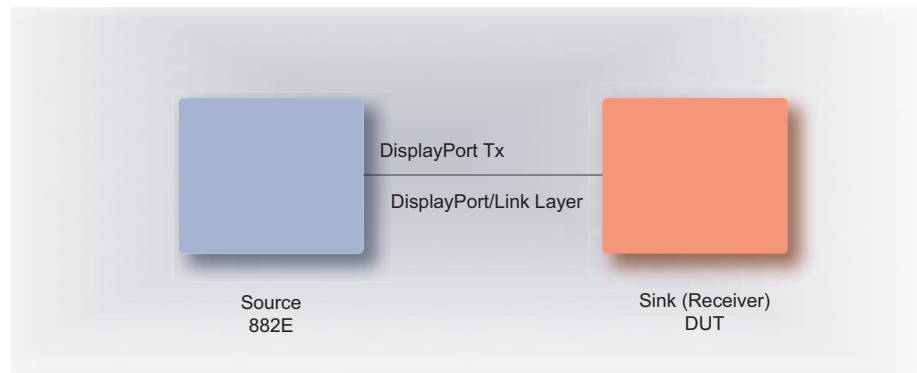 DisplayPort Tx
DisplayPort/Link Layer
Source
882E
Sink (Receiver)
DUT